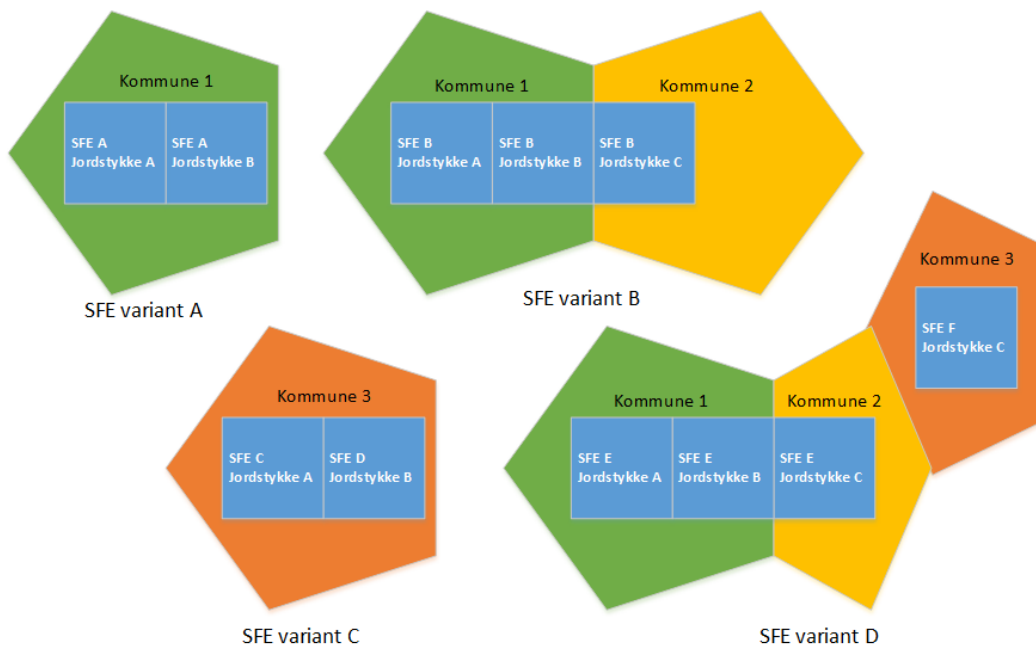 Kommune 1
SFE A
Jordstykke A
SFE A
Jordstykke B
SFE variant A
Kommune 1
Kommune 2
SFE B
Jordstykke A
SFE B
Jordstykke B
SFE B
Jordstykke C
SFE variant B
Kommune 3
SFE F
Jordstykke C
Kommune 3
SFE C
Jordstykke A
SFE D
Jordstykke B
SFE variant C
Kommune 1
Kommune 2
SFE E
Jordstykke A
SFE E
Jordstykke B
SFE E
Jordstykke C
SFE variant D